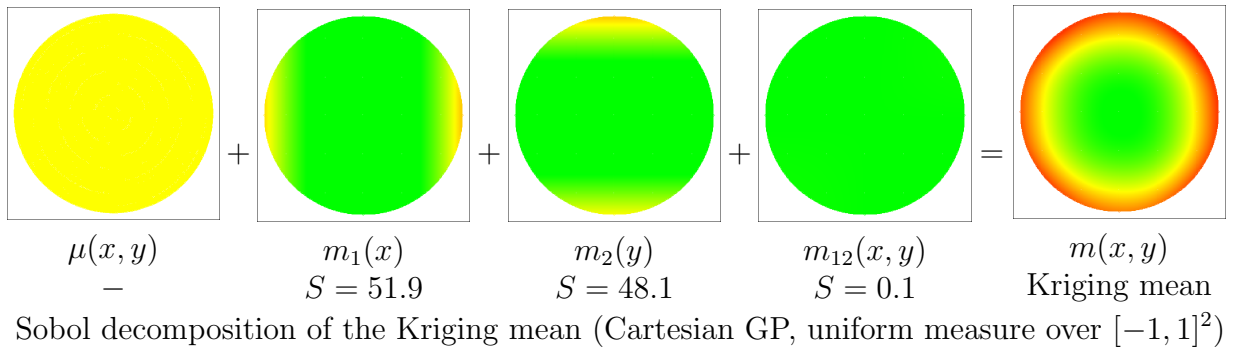 + + + =
μ(x, y) m₁(x) m₂(y) m₁₂(x, y) m(x, y)
− S = 51.9 S = 48.1 S = 0.1 Kriging mean
Sobol decomposition of the Kriging mean (Cartesian GP, uniform measure over [−1, 1]²)